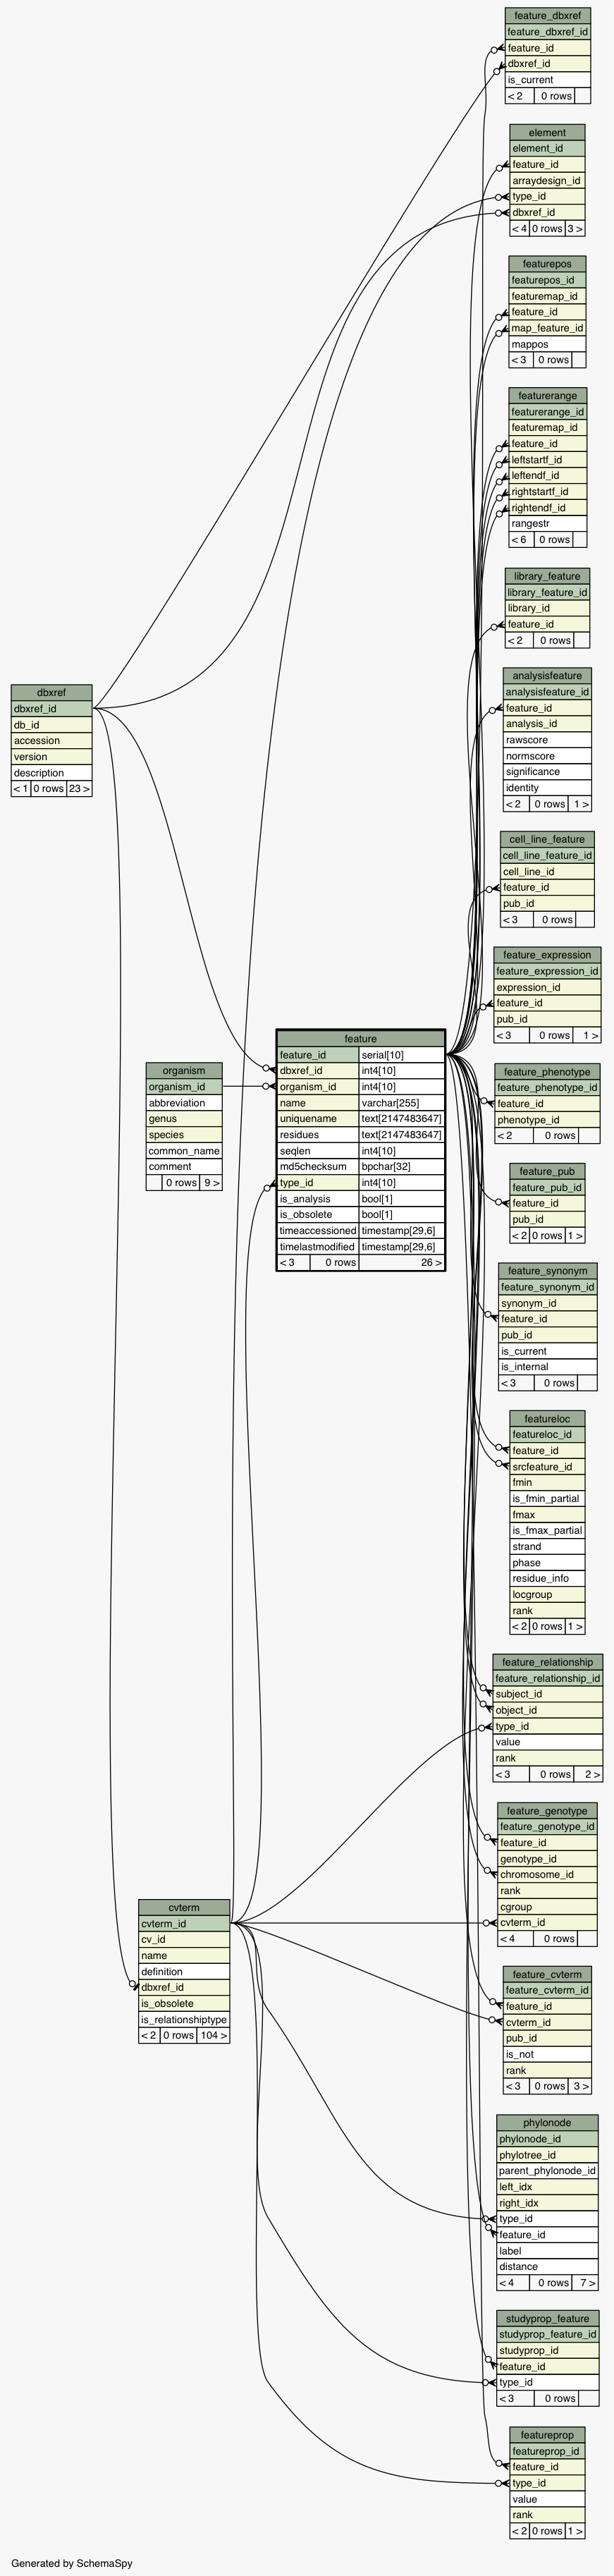 feature_dbxref
feature_dbxref_id
feature_id
dbxref_id
is_current
< 2 0 rows
element
element_id
feature_id
arraydesign_id
type_id
dbxref_id
< 4 0 rows 3 >
featurepos
featurepos_id
featuremap_id
feature_id
map_feature_id
mappos
< 3 0 rows
featurerange
featurerange_id
featuremap_id
feature_id
leftstartf_id
leftendf_id
rightstartf_id
rightendf_id
rangestr
< 6 0 rows
library_feature
library_feature_id
library_id
feature_id
< 2 0 rows
analysisfeature
analysisfeature_id
feature_id
analysis_id
rawscore
normscore
significance
identity
< 2 0 rows 1 >
dbxref
dbxref_id
db_id
accession
version
description
< 1 0 rows 23 >
cell_line_feature
cell_line_feature_id
cell_line_id
feature_id
pub_id
< 3 0 rows
feature_expression
feature_expression_id
expression_id
feature_id
pub_id
< 3 0 rows 1 >
feature
feature_id serial[10]
dbxref_id int4[10]
organism_id int4[10]
name varchar[255]
uniquename text[2147483647]
residues text[2147483647]
seqlen int4[10]
md5checksum bpchar[32]
type_id int4[10]
is_analysis bool[1]
is_obsolete bool[1]
timeaccessioned timestamp[29,6]
timelastmodified timestamp[29,6]
< 3 0 rows 26 >
organism
organism_id
abbreviation
genus
species
common_name
comment
0 rows 9 >
feature_phenotype
feature_phenotype_id
feature_id
phenotype_id
< 2 0 rows
feature_pub
feature_pub_id
feature_id
pub_id
< 2 0 rows 1 >
feature_synonym
feature_synonym_id
synonym_id
feature_id
pub_id
is_current
is_internal
< 3 0 rows
featureloc
featureloc_id
feature_id
srcfeature_id
fmin
is_fmin_partial
fmax
is_fmax_partial
strand
phase
residue_info
locgroup
rank
< 2 0 rows 1 >
feature_relationship
feature_relationship_id
subject_id
object_id
type_id
value
rank
< 3 0 rows 2 >
feature_genotype
feature_genotype_id
feature_id
genotype_id
chromosome_id
rank
cgroup
cvterm_id
< 4 0 rows
cvterm
cvterm_id
cv_id
name
definition
dbxref_id
is_obsolete
is_relationshiptype
< 2 0 rows 104 >
feature_cvterm
feature_cvterm_id
feature_id
cvterm_id
pub_id
is_not
rank
< 3 0 rows 3 >
phylonode
phylonode_id
phylotree_id
parent_phylonode_id
left_idx
right_idx
type_id
feature_id
label
distance
< 4 0 rows 7 >
studyprop_feature
studyprop_feature_id
studyprop_id
feature_id
type_id
< 3 0 rows
featureprop
featureprop_id
feature_id
type_id
value
rank
< 2 0 rows 1 >
Generated by SchemaSpy